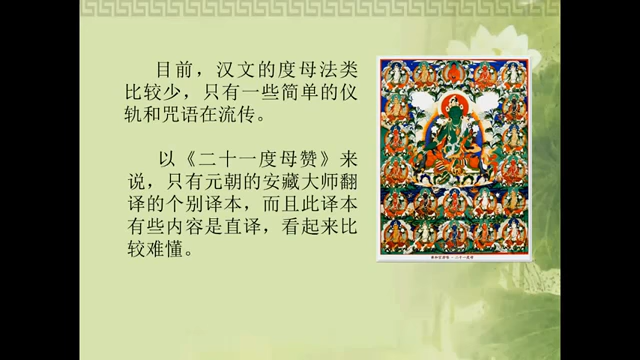 目前，汉文的度母法类
比较少，只有一些简单的仪
轨和咒语在流传。
以《二十一度母赞》来
说，只有元朝的安藏大师翻
译的个别译本，而且此译本
有些内容是直译，看起来比
较难懂。